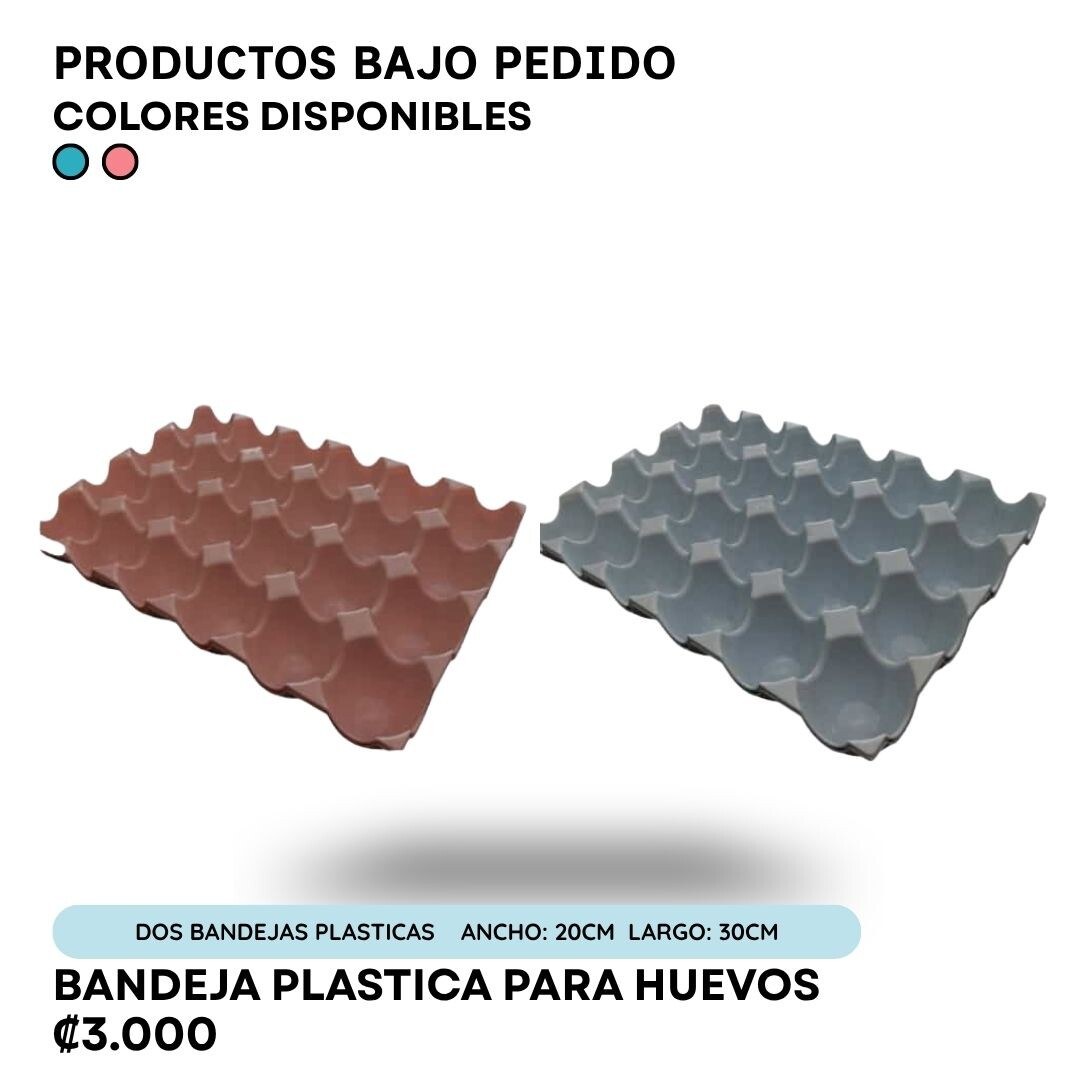 PRODUCTOS BAJO PEDIDO
COLORES DISPONIBLES
DOS BANDEJAS PLASTICAS ANCHO: 20CM LARGO: 30CM
BANDEJA PLASTICA PARA HUEVOS
₡3.000